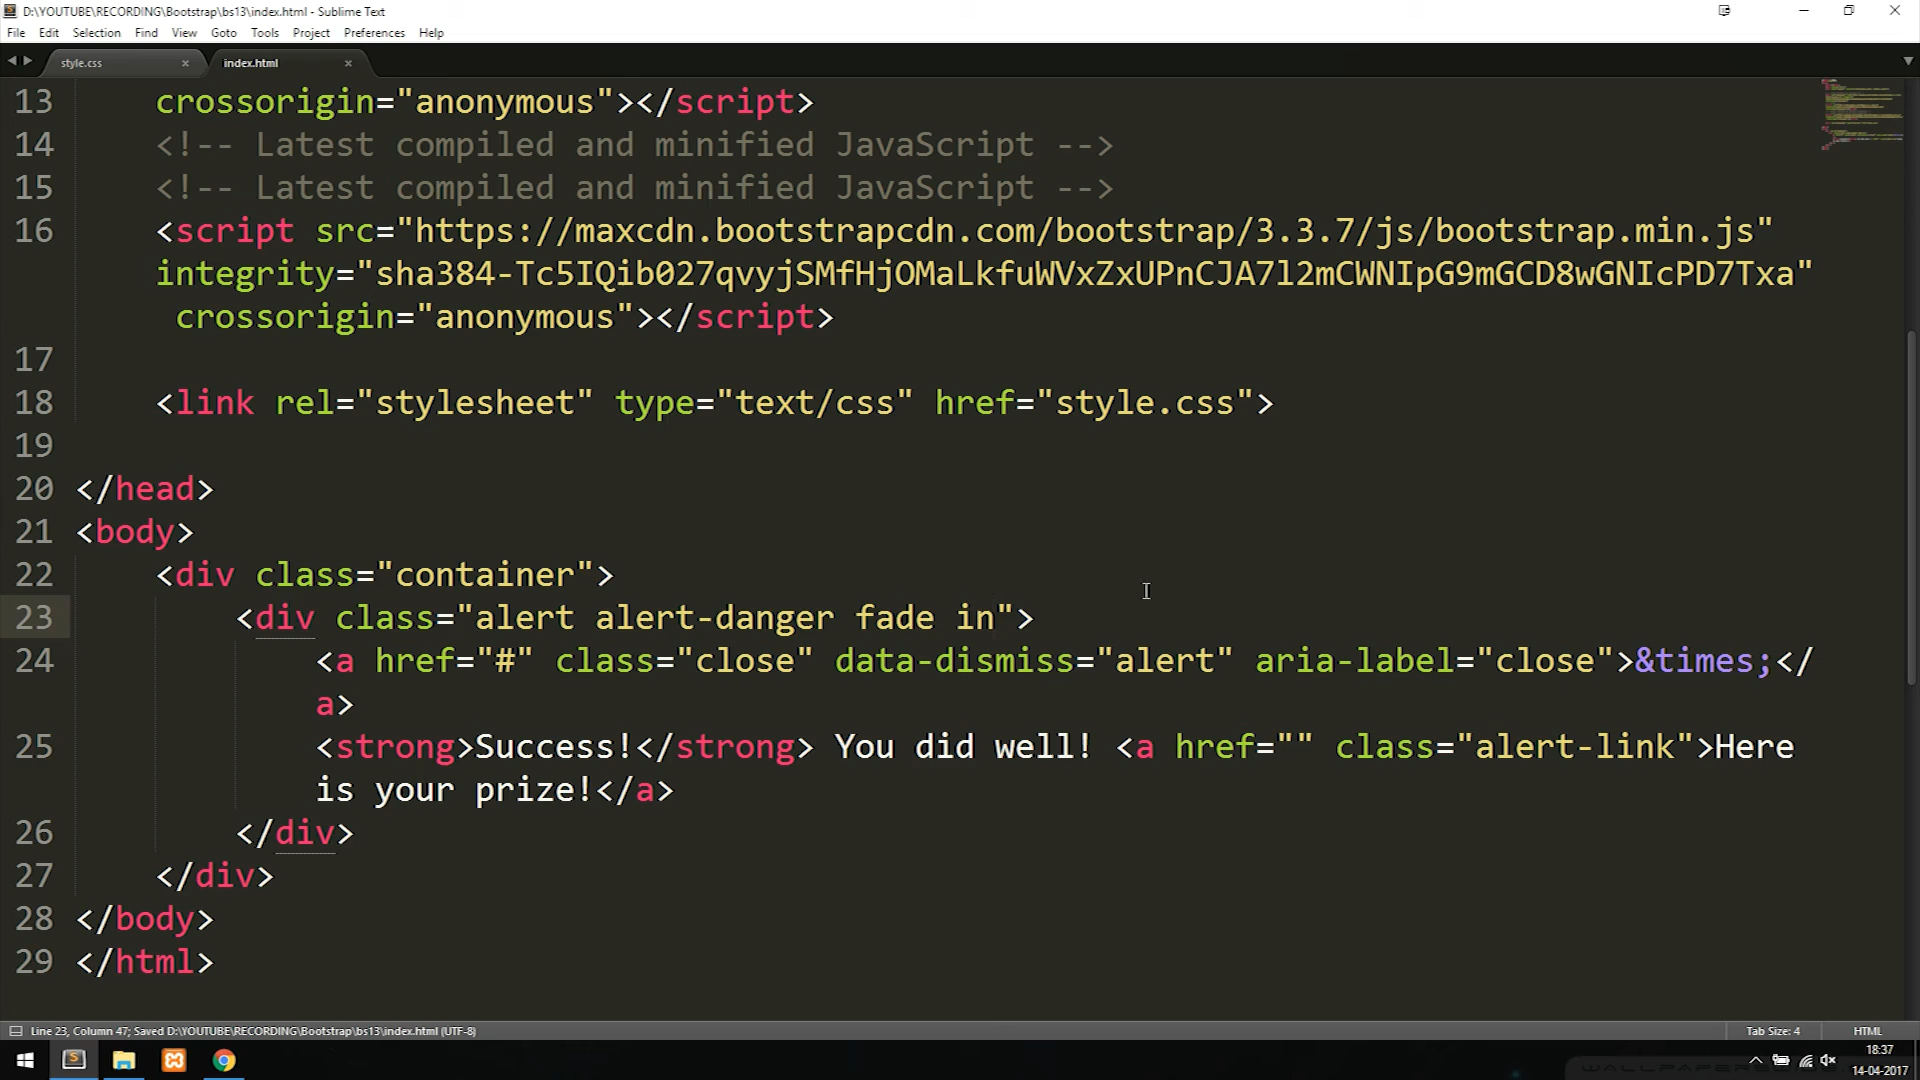 D:\YOUTUBE\RECORDING\Bootstrap\bs13\index.html - Sublime Text
File Edit Selection Find View Goto Tools Project Preferences Help
style.css × index.html ×
13 crossorigin="anonymous"></script>
14 <!-- Latest compiled and minified JavaScript -->
15 <!-- Latest compiled and minified JavaScript -->
16 <script src="https://maxcdn.bootstrapcdn.com/bootstrap/3.3.7/js/bootstrap.min.js"
integrity="sha384-Tc5IQib027qvyjSMfHjOMaLkfuWVxZxUPnCJA7l2mCWNIpG9mGCD8wGNIcPD7Txa"
crossorigin="anonymous"></script>
17
18 <link rel="stylesheet" type="text/css" href="style.css">
19
20 </head>
21 <body>
22 <div class="container">
23 <div class="alert alert-danger fade in">
24 <a href="#" class="close" data-dismiss="alert" aria-label="close">&times;</
a>
25 <strong>Success!</strong> You did well! <a href="" class="alert-link">Here
is your prize!</a>
26 </div>
27 </div>
28 </body>
29 </html>
Line 23, Column 47; Saved D:\YOUTUBE\RECORDING\Bootstrap\bs13\index.html (UTF-8) Tab Size: 4 HTML
18:37
14-04-2017